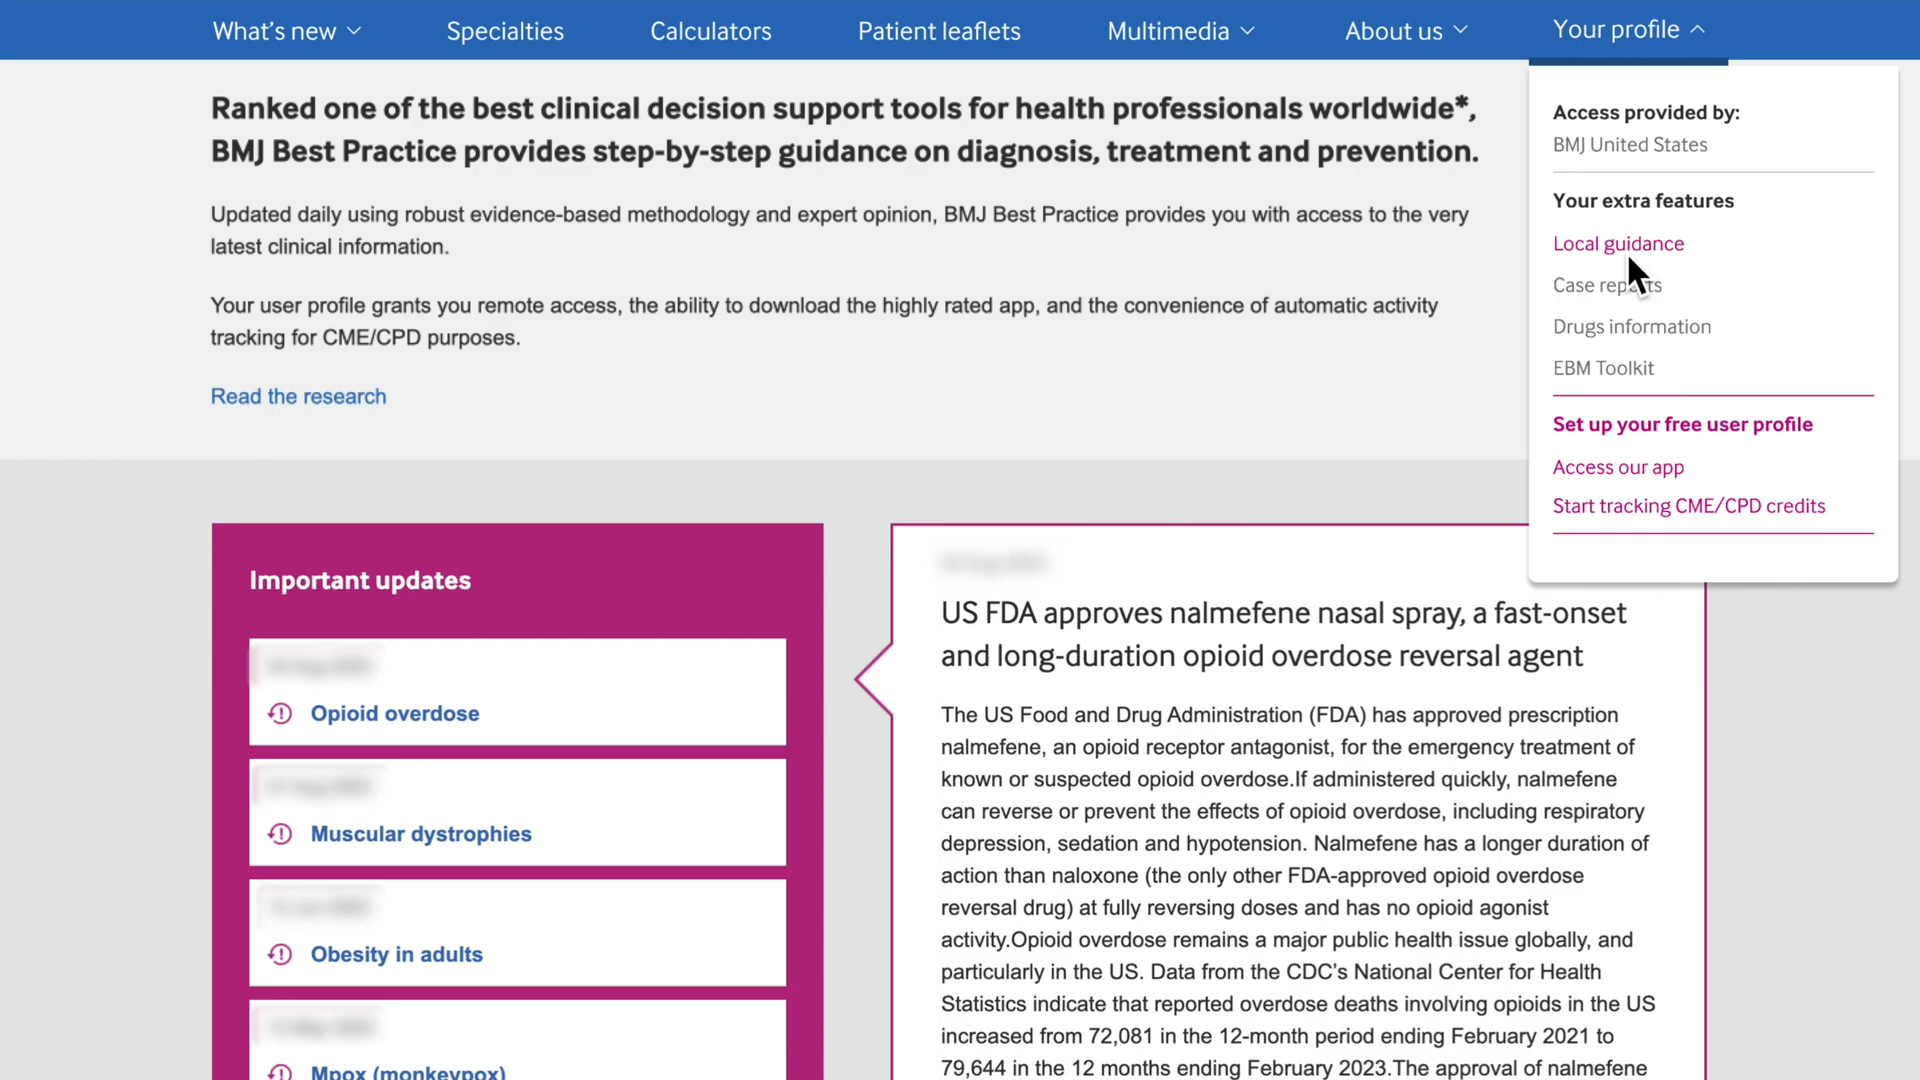 What's new
Specialties
Calculators
Patient leaflets
Multimedia
About us
Your profile
Ranked one of the best clinical decision support tools for health professionals worldwide*,
BMJ Best Practice provides step-by-step guidance on diagnosis, treatment and prevention.
Updated daily using robust evidence-based methodology and expert opinion, BMJ Best Practice provides you with access to the very
latest clinical information.
Your user profile grants you remote access, the ability to download the highly rated app, and the convenience of automatic activity
tracking for CME/CPD purposes.
Read the research
Access provided by:
BMJ United States
Your extra features
Local guidance
Case reports
Drugs information
EBM Toolkit
Set up your free user profile
Access our app
Start tracking CME/CPD credits
Important updates
Opioid overdose
Muscular dystrophies
Obesity in adults
Mpox (monkeypox)
US FDA approves nalmefene nasal spray, a fast-onset
and long-duration opioid overdose reversal agent
The US Food and Drug Administration (FDA) has approved prescription
nalmefene, an opioid receptor antagonist, for the emergency treatment of
known or suspected opioid overdose.If administered quickly, nalmefene
can reverse or prevent the effects of opioid overdose, including respiratory
depression, sedation and hypotension. Nalmefene has a longer duration of
action than naloxone (the only other FDA-approved opioid overdose
reversal drug) at fully reversing doses and has no opioid agonist
activity.Opioid overdose remains a major public health issue globally, and
particularly in the US. Data from the CDC's National Center for Health
Statistics indicate that reported overdose deaths involving opioids in the US
increased from 72,081 in the 12-month period ending February 2021 to
79,644 in the 12 months ending February 2023.The approval of nalmefene